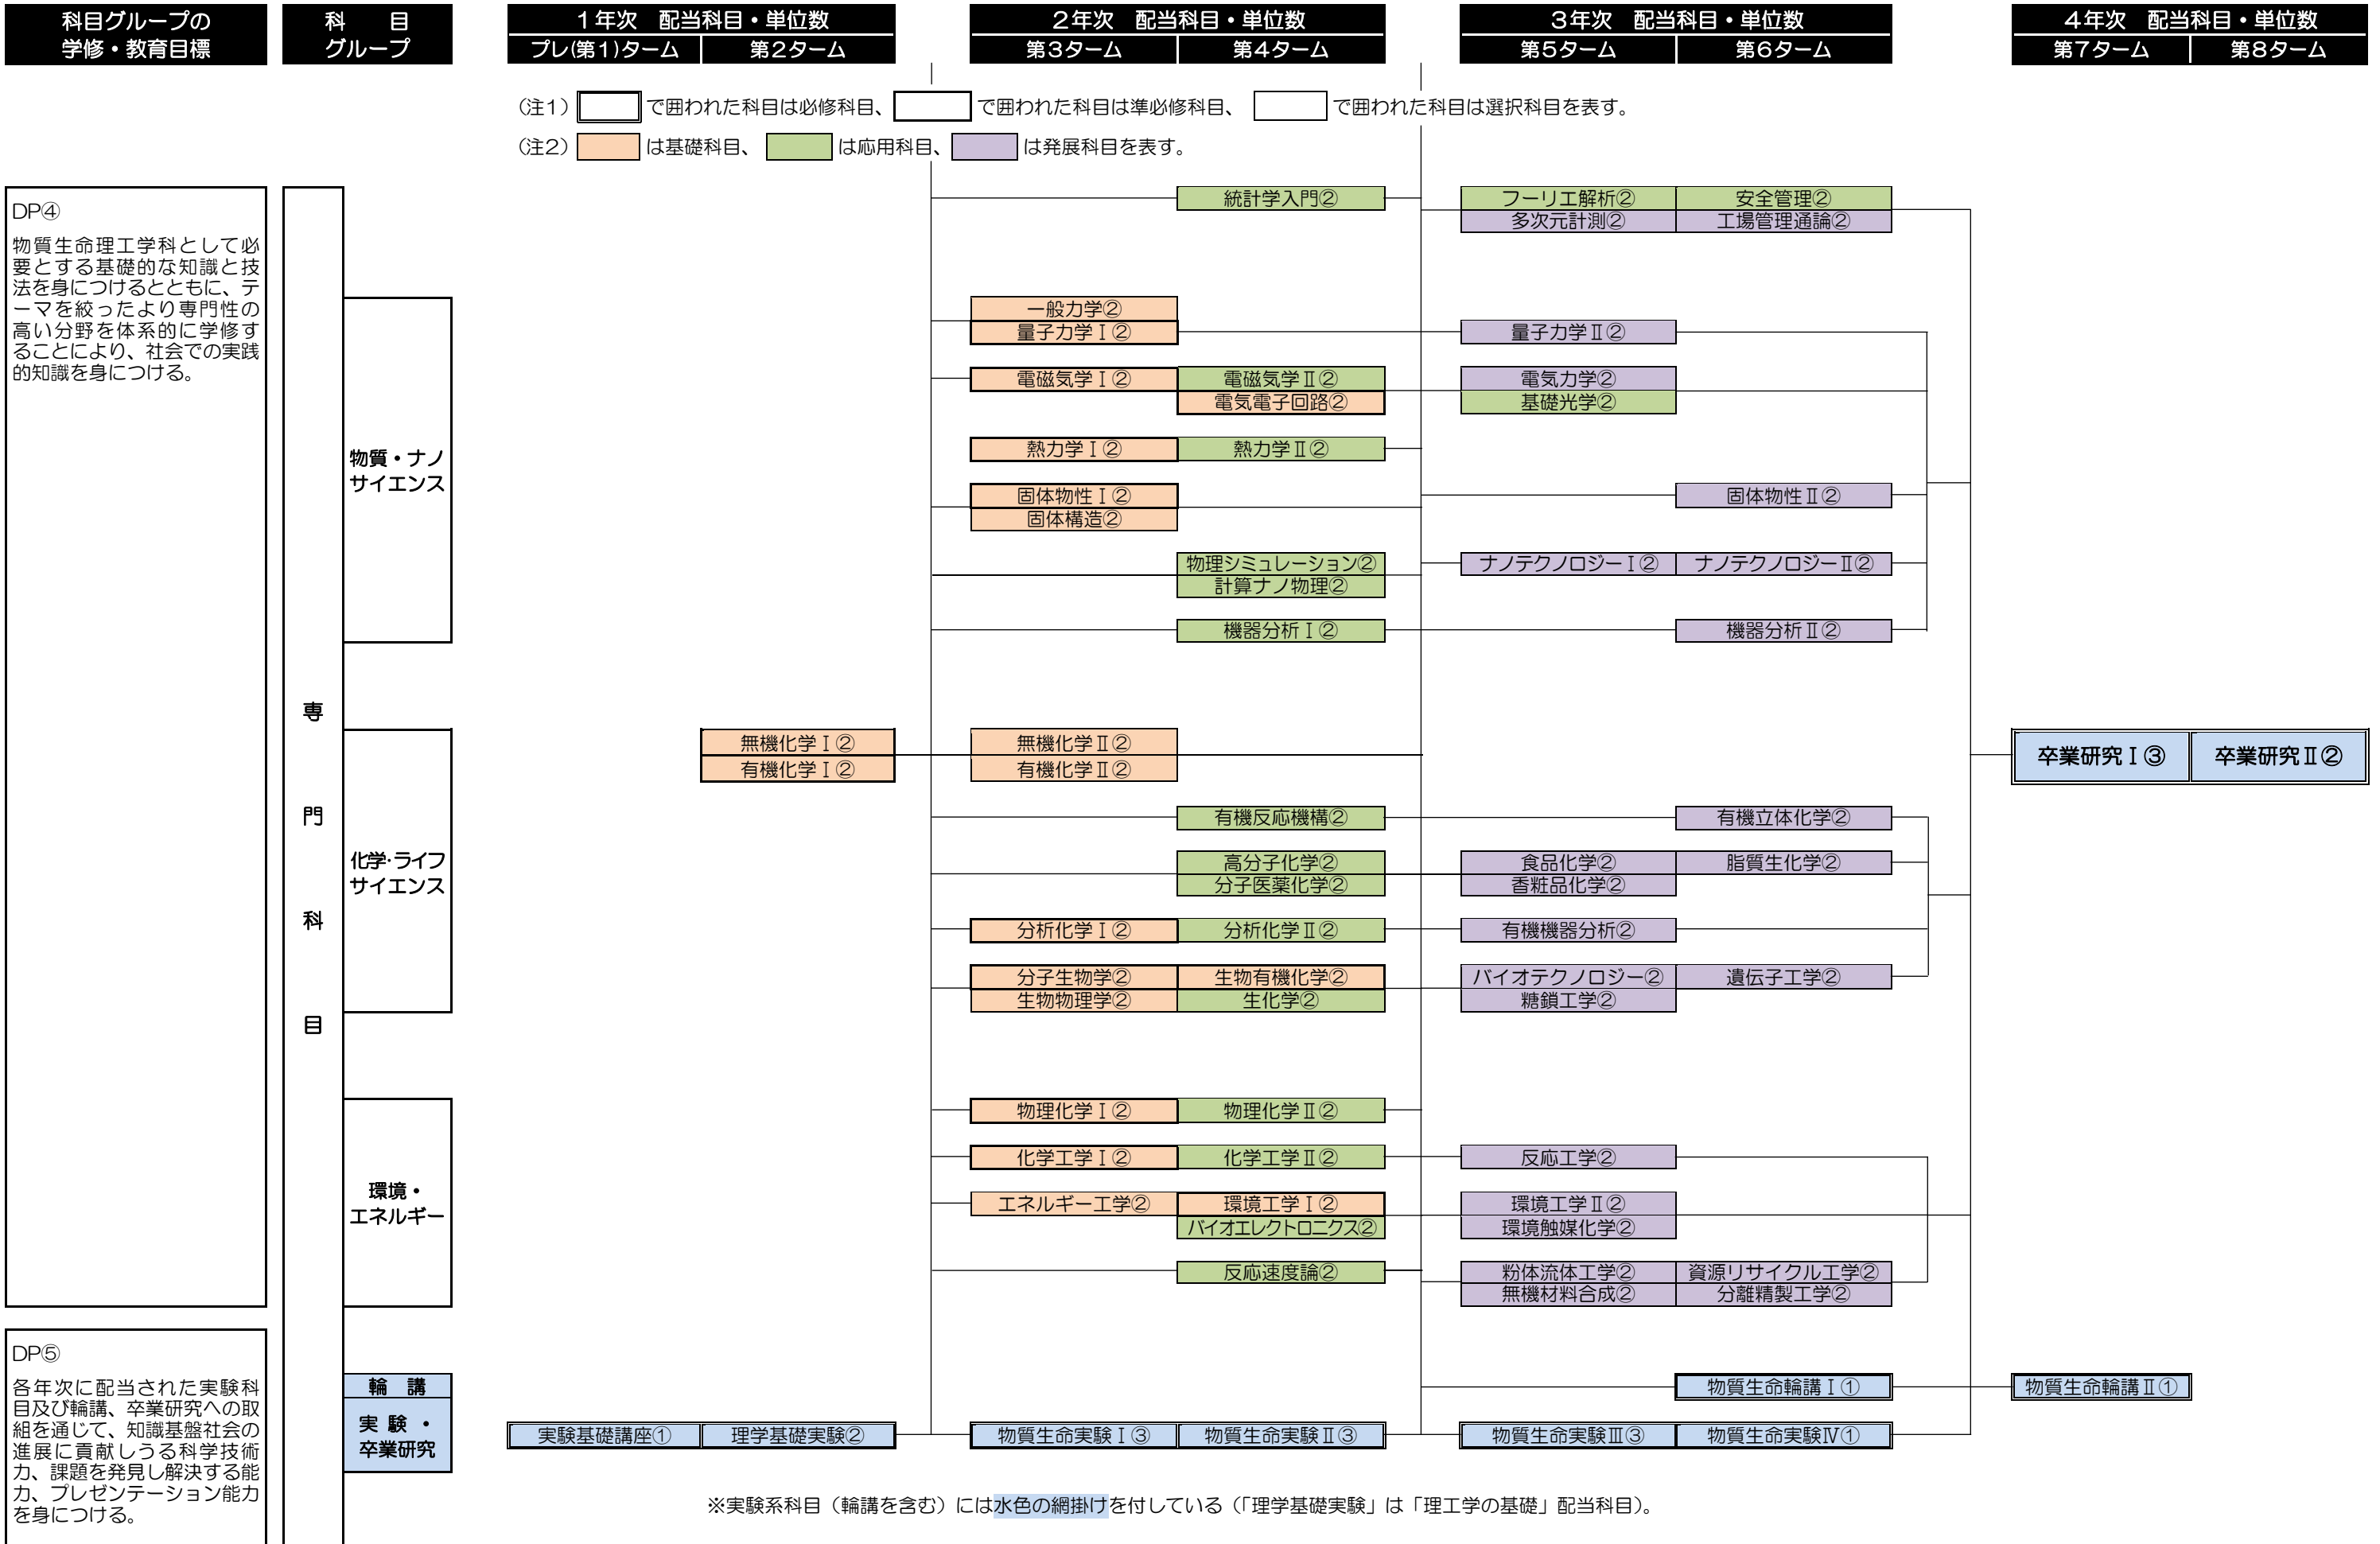 科目グループの
学修・教育目標
科　目
グループ
１年次　配当科目・単位数
プレ(第１)ターム　第２ターム
２年次　配当科目・単位数
第３ターム　第４ターム
３年次　配当科目・単位数
第５ターム　第６ターム
４年次　配当科目・単位数
第７ターム　第８ターム
（注１）　で囲われた科目は必修科目、　で囲われた科目は準必修科目、　で囲われた科目は選択科目を表す。
（注２）　は基礎科目、　は応用科目、　は発展科目を表す。
DP④
物質生命理工学科として必
要とする基礎的な知識と技
法を身につけるとともに、テ
ーマを絞ったより専門性の
高い分野を体系的に学修す
ることにより、社会での実践
的知識を身につける。
専門科目
統計学入門②　フーリエ解析②　安全管理②
多次元計測②　工場管理通論②
物質・ナノ
サイエンス
一般力学②
量子力学Ⅰ②　量子力学Ⅱ②
電磁気学Ⅰ②　電磁気学Ⅱ②　電気力学②
電気電子回路②　基礎光学②
熱力学Ⅰ②　熱力学Ⅱ②
固体物性Ⅰ②　固体物性Ⅱ②
固体構造②
物理シミュレーション②　ナノテクノロジーⅠ②　ナノテクノロジーⅡ②
計算ナノ物理②
機器分析Ⅰ②　機器分析Ⅱ②
化学･ライフ
サイエンス
無機化学Ⅰ②　無機化学Ⅱ②
有機化学Ⅰ②　有機化学Ⅱ②
卒業研究Ⅰ③　卒業研究Ⅱ②
有機反応機構②　有機立体化学②
高分子化学②　食品化学②　脂質生化学②
分子医薬化学②　香粧品化学②
分析化学Ⅰ②　分析化学Ⅱ②　有機機器分析②
分子生物学②　生物有機化学②　バイオテクノロジー②　遺伝子工学②
生物物理学②　生化学②　糖鎖工学②
環境・
エネルギー
物理化学Ⅰ②　物理化学Ⅱ②
化学工学Ⅰ②　化学工学Ⅱ②　反応工学②
エネルギー工学②　環境工学Ⅰ②　環境工学Ⅱ②
バイオエレクトロニクス②　環境触媒化学②
反応速度論②　粉体流体工学②　資源リサイクル工学②
無機材料合成②　分離精製工学②
DP⑤
各年次に配当された実験科
目及び輪講、卒業研究への取
組を通じて、知識基盤社会の
進展に貢献しうる科学技術
力、課題を発見し解決する能
力、プレゼンテーション能力
を身につける。
輪　講
物質生命輪講Ⅰ①　物質生命輪講Ⅱ①
実 験 ・
卒業研究
実験基礎講座①　理学基礎実験②　物質生命実験Ⅰ③　物質生命実験Ⅱ③　物質生命実験Ⅲ③　物質生命実験Ⅳ①
※実験系科目（輪講を含む）には水色の網掛けを付している（「理学基礎実験」は「理工学の基礎」配当科目）。